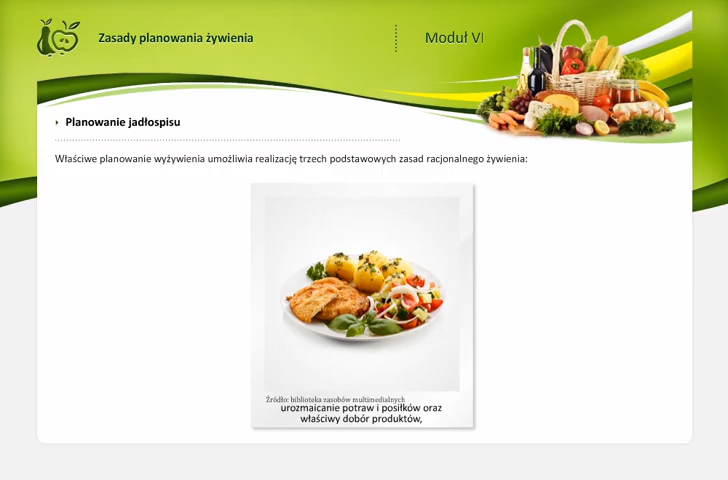 Zasady planowania żywienia
Moduł VI
Planowanie jadłospisu
Właściwe planowanie wyżywienia umożliwia realizację trzech podstawowych zasad racjonalnego żywienia:
Źródło: biblioteka zasobów multimedialnych
urozmaicanie potraw i posiłków oraz
właściwy dobór produktów,